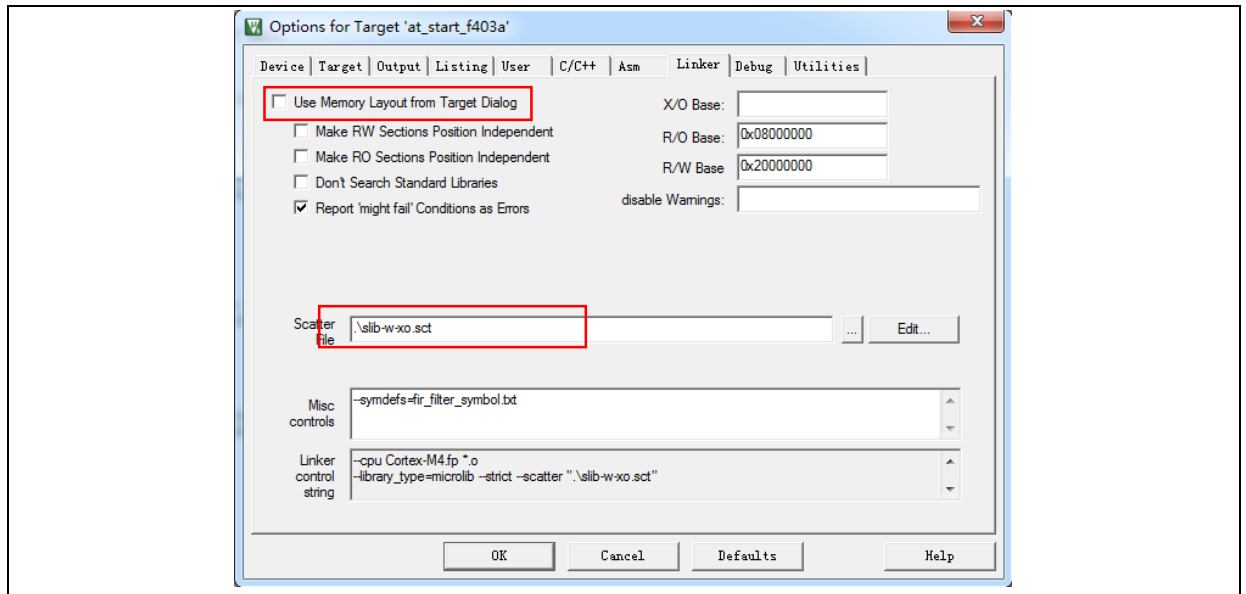 Options for Target 'at_start_f403a'
Device Target Output Listing User C/C++ Asm Linker Debug Utilities
Use Memory Layout from Target Dialog
X/O Base:
Make RW Sections Position Independent
R/O Base: 0x08000000
Make RO Sections Position Independent
R/W Base 0x20000000
Don't Search Standard Libraries
disable Warnings:
Report 'might fail' Conditions as Errors
Scatter File
.\slib-w-xo.sct
... Edit...
Misc controls
--symdefs=fir_filter_symbol.txt
Linker control string
--cpu Cortex-M4.fp *.o
--library_type=microlib --strict --scatter ".\slib-w-xo.sct"
OK Cancel Defaults Help